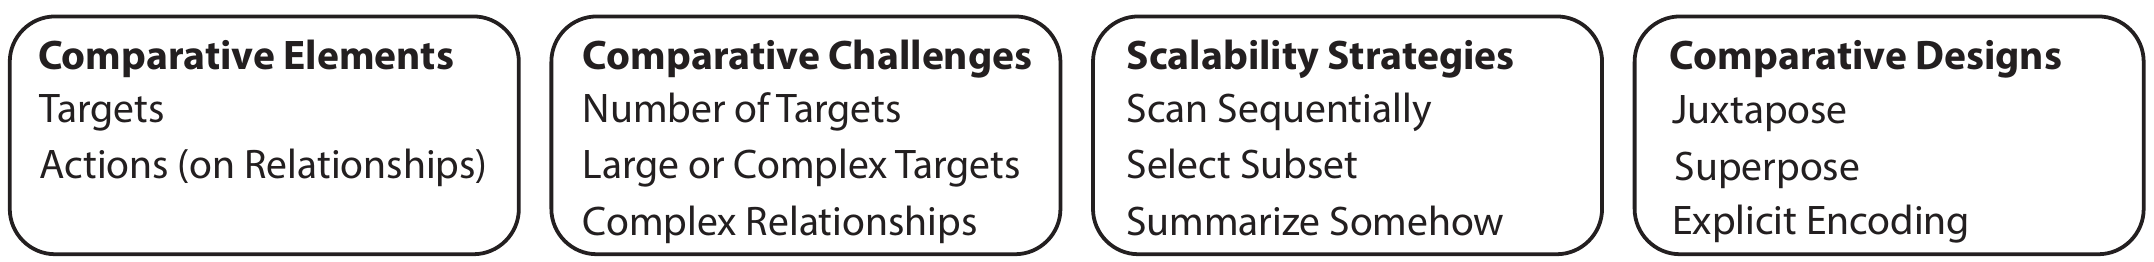 Comparative Elements
Targets
Actions (on Relationships)
Comparative Challenges
Number of Targets
Large or Complex Targets
Complex Relationships
Scalability Strategies
Scan Sequentially
Select Subset
Summarize Somehow
Comparative Designs
Juxtapose
Superpose
Explicit Encoding